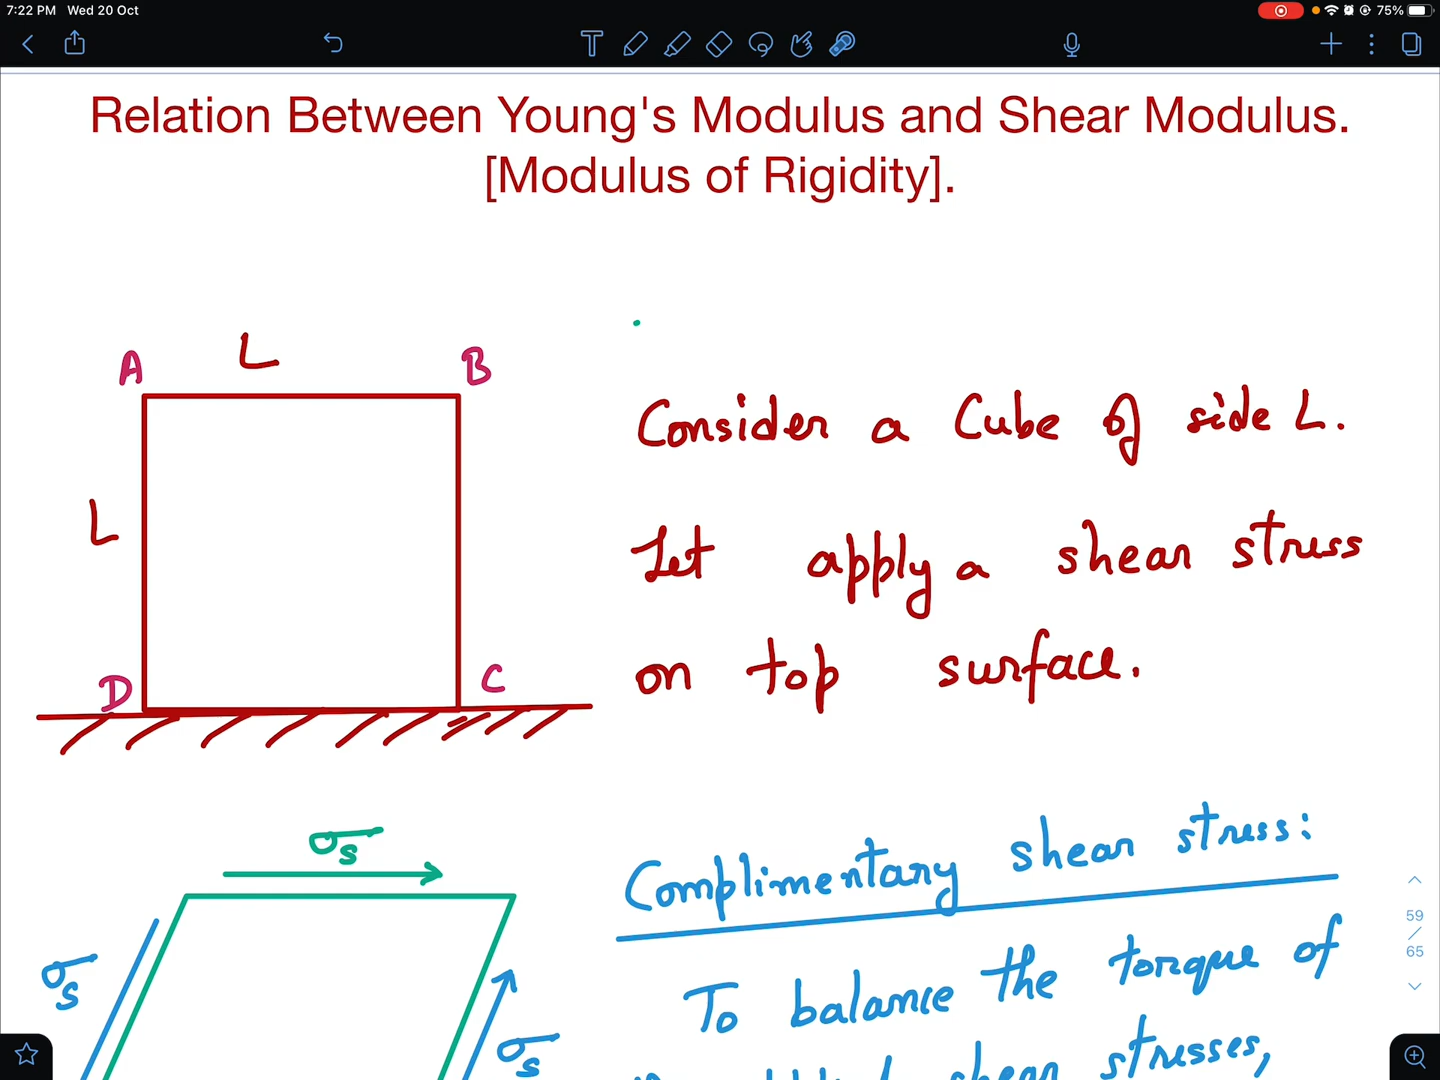 7:22 PM Wed 20 Oct
75%
Relation Between Young's Modulus and Shear Modulus.
[Modulus of Rigidity].
A L B
L
D C
Consider a Cube of side L.
Let apply a shear stress
on top surface.
σs
σs
σs
Complimentary shear stress:
To balance the torque of
shear stresses,
59
/
65